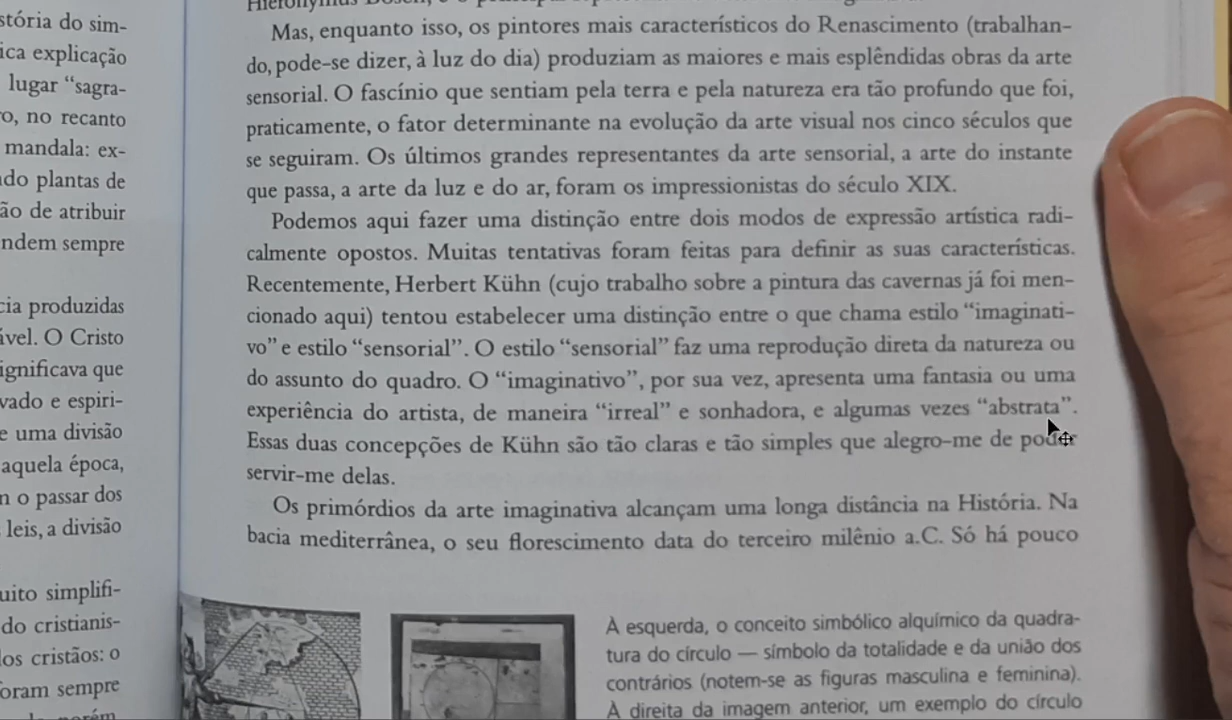 stória do sim-
ica explicação
lugar “sagra-
o, no recanto
mandala: ex-
do plantas de
ão de atribuir
ndem sempre
cia produzidas
ável. O Cristo
ignificava que
vado e espiri-
e uma divisão
aquela época,
n o passar dos
leis, a divisão
uito simplifi-
do cristianis-
los cristãos: o
oram sempre
Mas, enquanto isso, os pintores mais característicos do Renascimento (trabalhan-
do, pode-se dizer, à luz do dia) produziam as maiores e mais esplêndidas obras da arte
sensorial. O fascínio que sentiam pela terra e pela natureza era tão profundo que foi,
praticamente, o fator determinante na evolução da arte visual nos cinco séculos que
se seguiram. Os últimos grandes representantes da arte sensorial, a arte do instante
que passa, a arte da luz e do ar, foram os impressionistas do século XIX.
Podemos aqui fazer uma distinção entre dois modos de expressão artística radi-
calmente opostos. Muitas tentativas foram feitas para definir as suas características.
Recentemente, Herbert Kühn (cujo trabalho sobre a pintura das cavernas já foi men-
cionado aqui) tentou estabelecer uma distinção entre o que chama estilo “imaginati-
vo” e estilo “sensorial”. O estilo “sensorial” faz uma reprodução direta da natureza ou
do assunto do quadro. O “imaginativo”, por sua vez, apresenta uma fantasia ou uma
experiência do artista, de maneira “irreal” e sonhadora, e algumas vezes “abstrata”.
Essas duas concepções de Kühn são tão claras e tão simples que alegro-me de poder
servir-me delas.
Os primórdios da arte imaginativa alcançam uma longa distância na História. Na
bacia mediterrânea, o seu florescimento data do terceiro milênio a.C. Só há pouco
À esquerda, o conceito simbólico alquímico da quadra-
tura do círculo — símbolo da totalidade e da união dos
contrários (notem-se as figuras masculina e feminina).
À direita da imagem anterior, um exemplo do círculo